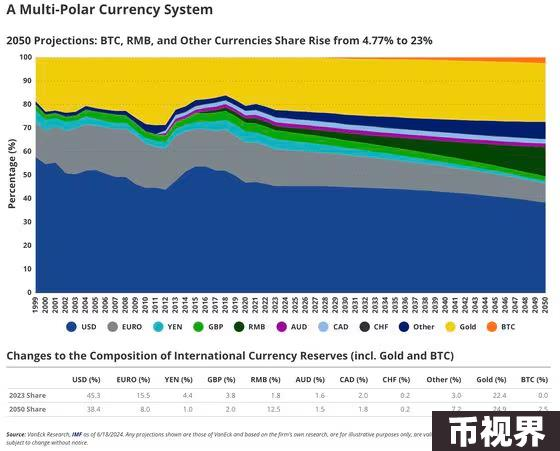 A Multi-Polar Currency System
2050 Projections: BTC, RMB, and Other Currencies Share Rise from 4.77% to 23%
Percentage (%)
100
90
80
70
60
50
40
30
20
10
0
1999 2000 2001 2002 2003 2004 2005 2006 2007 2008 2009 2010 2011 2012 2013 2014 2015 2016 2017 2018 2019 2020 2021 2022 2023 2024 2025 2026 2027 2028 2029 2030 2031 2032 2033 2034 2035 2036 2037 2038 2039 2040 2041 2042 2043 2044 2045 2046 2047 2048 2049 2050
USD EURO YEN GBP RMB AUD CAD CHF Other Gold BTC
Changes to the Composition of International Currency Reserves (incl. Gold and BTC)
USD (%) EURO (%) YEN (%) GBP (%) RMB (%) AUD (%) CAD (%) CHF (%) Other (%) Gold (%) BTC (%)
2023 Share 45.3 15.5 4.4 3.8 1.8 1.6 2.0 0.2 3.0 22.4 0.0
2050 Share 38.4 8.0 1.0 2.0 12.5 1.5 1.8 0.2 7.2 24.9 2.5
Source: VanEck Research, IMF as of 6/18/2024. Any projections shown are those of VanEck and based on the firm's own research, are for illustrative purposes only, are
subject to change without notice.
币视界